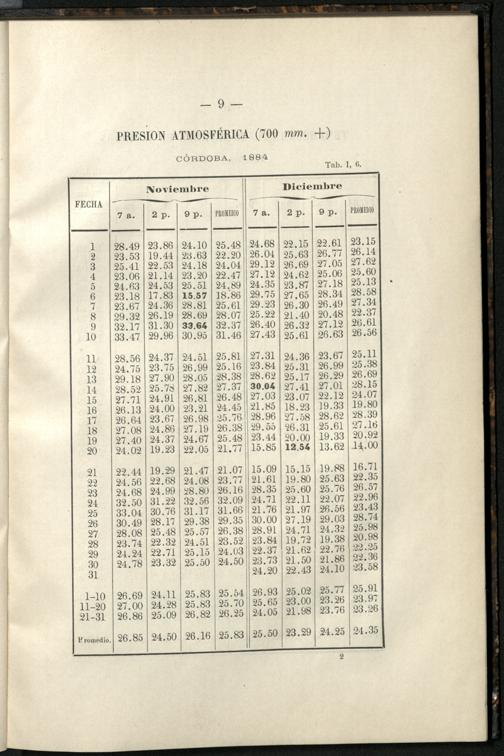 — 9 —
PRESION ATMOSFÉRICA (700 mm. +)
CÓRDOBA, 1884
Tab. I, 6.
FECHA Noviembre Diciembre
7 a. 2 p. 9 p. PROMEDIO 7 a. 2 p. 9 p. PROMEDIO
1 28.49 23.86 24.10 25.48 24.68 22.15 22.61 23.15
2 23.53 19.44 23.63 22.20 26.04 25.63 26.77 26.14
3 25.41 22.53 24.18 24.04 29.12 26.69 27.05 27.62
4 23.06 21.14 23.20 22.47 27.12 24.62 25.06 25.60
5 24.63 24.53 25.51 24.89 24.35 23.87 27.18 25.13
6 23.18 17.83 15.57 18.86 29.75 27.65 28.34 28.58
7 23.67 24.36 28.81 25.61 29.23 26.30 26.49 27.34
8 29.32 26.19 28.69 28.07 25.22 21.40 20.48 22.37
9 32.17 31.30 33.64 32.37 26.40 26.32 27.12 26.61
10 33.47 29.96 30.95 31.46 27.43 25.61 26.63 26.56
11 28.56 24.37 24.51 25.81 27.31 24.36 23.67 25.11
12 24.75 23.75 26.99 25.16 23.84 25.31 26.99 25.38
13 29.18 27.90 28.05 28.38 28.62 25.17 26.29 26.69
14 28.52 25.78 27.82 27.37 30.04 27.41 27.01 28.15
15 27.71 24.91 26.81 26.48 27.03 23.07 22.12 24.07
16 26.13 24.00 23.21 24.45 21.85 18.23 19.33 19.80
17 26.64 23.67 26.98 25.76 28.96 27.58 28.62 28.39
18 27.08 24.86 27.19 26.38 29.55 26.31 25.61 27.16
19 27.40 24.37 24.67 25.48 23.44 20.00 19.33 20.92
20 24.02 19.23 22.05 21.77 15.85 12.54 13.62 14.00
21 22.44 19.29 21.47 21.07 15.09 15.15 19.88 16.71
22 24.56 22.68 24.08 23.77 21.61 19.80 25.63 22.35
23 24.68 24.99 28.80 26.16 28.35 25.60 25.76 26.57
24 32.50 31.22 32.56 32.09 24.71 22.11 22.07 22.96
25 33.04 30.76 31.17 31.66 21.76 21.97 26.56 23.43
26 30.49 28.17 29.38 29.35 30.00 27.19 29.03 28.74
27 28.08 25.48 25.57 26.38 28.91 24.71 24.32 25.98
28 23.74 22.32 24.51 23.52 23.84 19.72 19.38 20.98
29 24.24 22.71 25.15 24.03 22.37 21.62 22.76 22.25
30 24.78 23.32 25.50 24.50 23.73 21.50 21.86 22.36
31 24.20 22.43 24.10 23.58
1-10 26.69 24.11 25.83 25.54 26.93 25.02 25.77 25.91
11-20 27.00 24.28 25.83 25.70 25.65 23.00 23.26 23.97
21-31 26.86 25.09 26.82 26.25 24.05 21.98 23.76 23.26
Promedio. 26.85 24.50 26.16 25.83 25.50 23.29 24.25 24.35
2